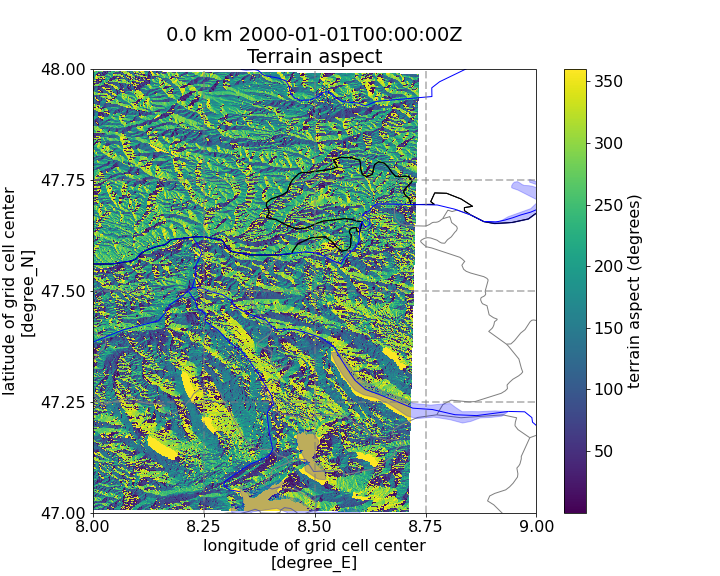 0.0 km 2000-01-01T00:00:00Z
Terrain aspect
48.00
47.75
47.50
47.25
47.00
8.00
8.25
8.50
8.75
9.00
latitude of grid cell center
[degree_N]
longitude of grid cell center
[degree_E]
350
300
250
200
150
100
50
terrain aspect (degrees)